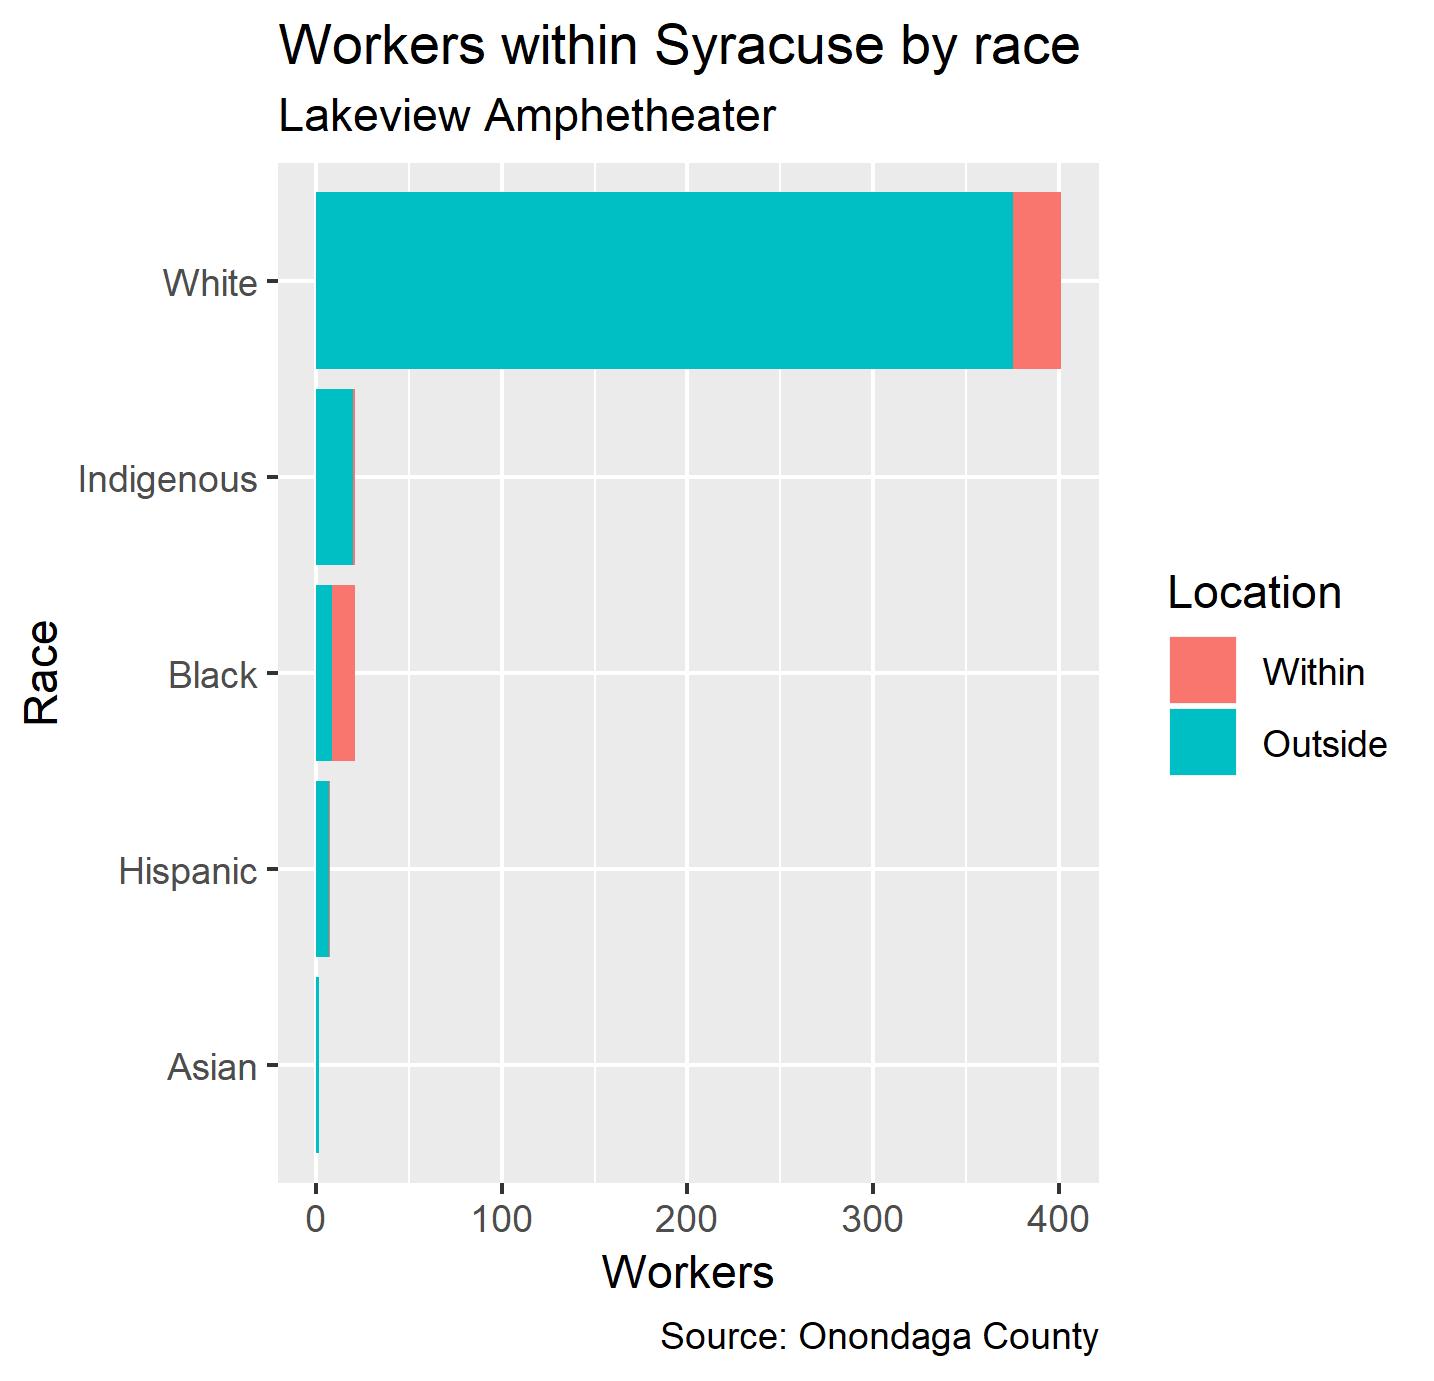 Workers within Syracuse by race
Lakeview Amphetheater
White
Indigenous
Black
Hispanic
Asian
Race
0 100 200 300 400
Workers
Location
Within
Outside
Source: Onondaga County